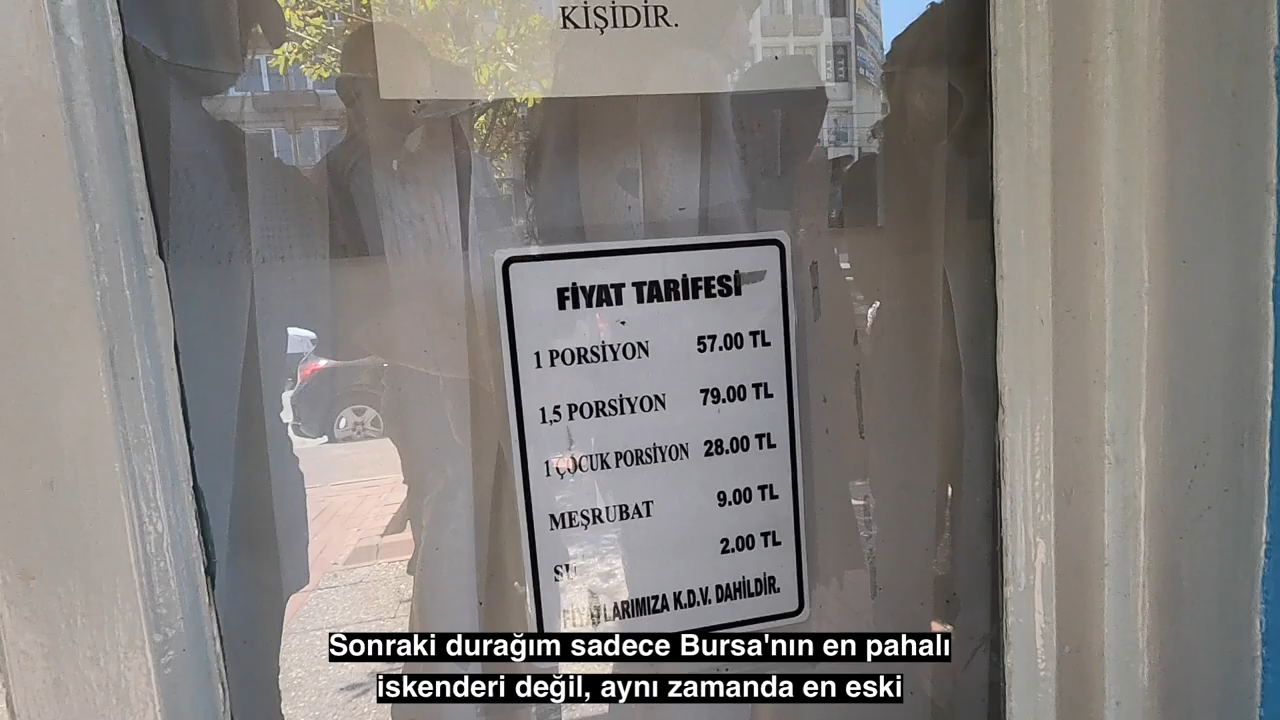 KİŞİDİR.
FİYAT TARİFESİ
1 PORSİYON 57.00 TL
1,5 PORSİYON 79.00 TL
1 ÇOCUK PORSİYON 28.00 TL
MEŞRUBAT 9.00 TL
SU 2.00 TL
FİYATLARIMIZA K.D.V. DAHİLDİR.
Sonraki durağım sadece Bursa'nın en pahalı
iskenderi değil, aynı zamanda en eski